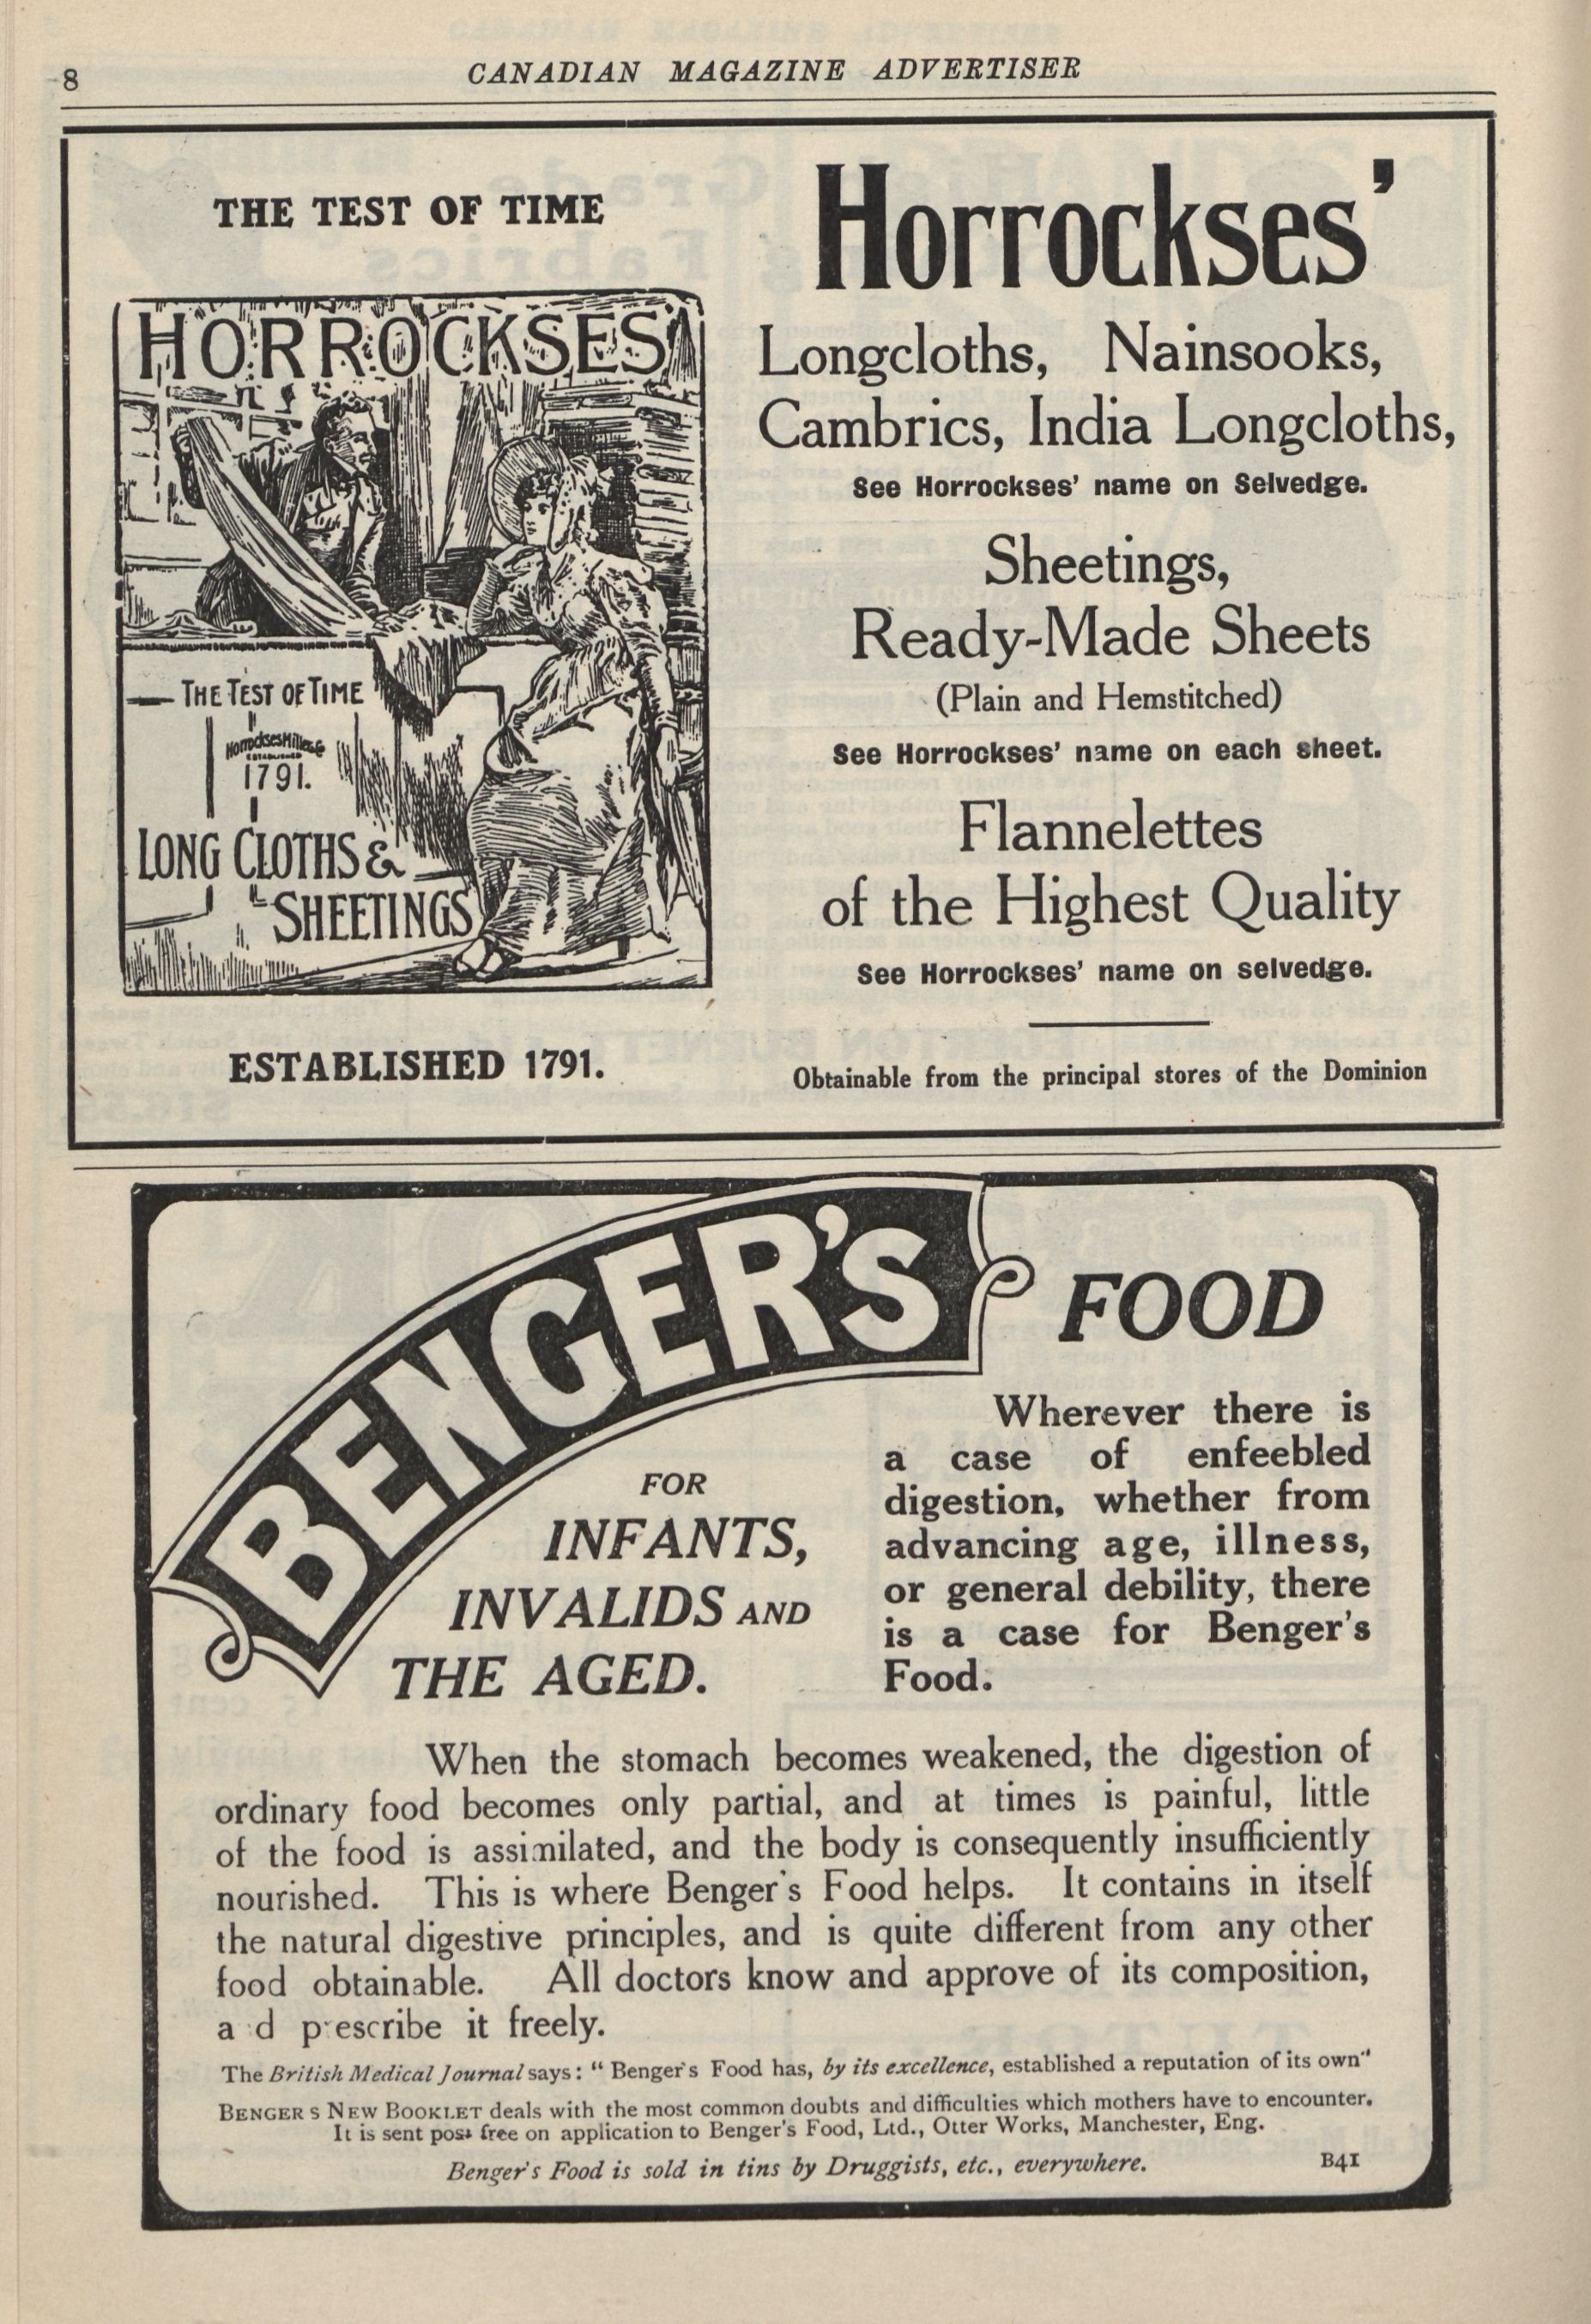 8
CANADIAN MAGAZINE ADVERTISER
THE TEST OF TIME
HORROCKSES
THE TEST OF TIME
Horrockses Miller & Co
ESTABLISHED
1791.
LONG CLOTHS &
SHEETINGS
ESTABLISHED 1791.
Horrockses'
Longcloths, Nainsooks,
Cambrics, India Longcloths,
See Horrockses' name on Selvedge.
Sheetings,
Ready-Made Sheets
(Plain and Hemstitched)
See Horrockses' name on each sheet.
Flannelettes
of the Highest Quality
See Horrockses' name on selvedge.
Obtainable from the principal stores of the Dominion
BENGER'S
FOOD
FOR
INFANTS,
INVALIDS AND
THE AGED.
Wherever there is
a case of enfeebled
digestion, whether from
advancing age, illness,
or general debility, there
is a case for Benger's
Food.
When the stomach becomes weakened, the digestion of
ordinary food becomes only partial, and at times is painful, little
of the food is assimilated, and the body is consequently insufficiently
nourished. This is where Benger's Food helps. It contains in itself
the natural digestive principles, and is quite different from any other
food obtainable. All doctors know and approve of its composition,
a d prescribe it freely.
The British Medical Journal says: "Benger's Food has, by its excellence, established a reputation of its own"
BENGER S NEW BOOKLET deals with the most common doubts and difficulties which mothers have to encounter.
It is sent post free on application to Benger's Food, Ltd., Otter Works, Manchester, Eng.
Benger's Food is sold in tins by Druggists, etc., everywhere.
B41